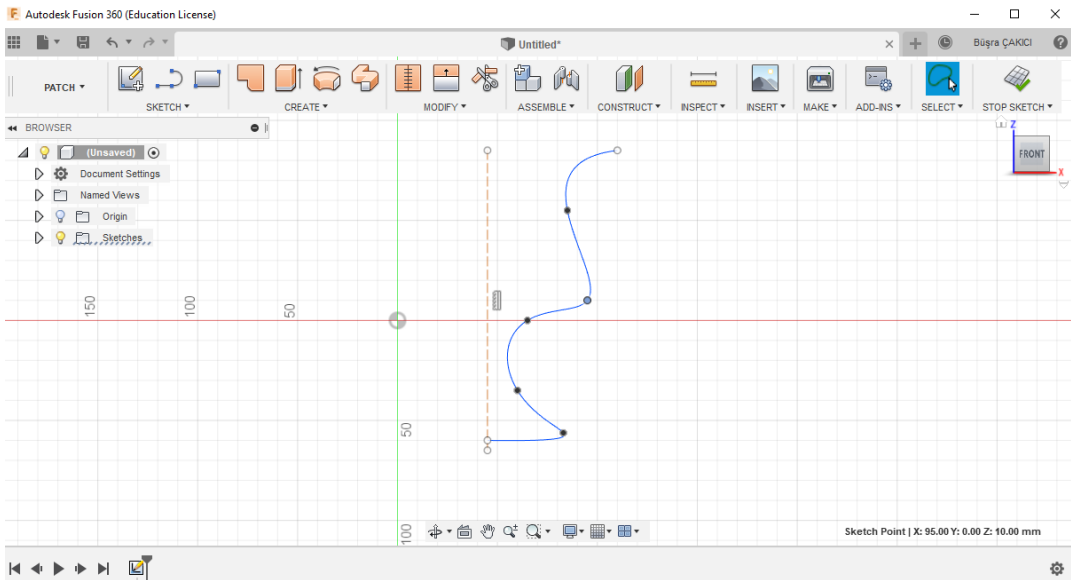 Autodesk Fusion 360 (Education License)
Untitled*
Büşra ÇAKICI
PATCH
SKETCH
CREATE
MODIFY
ASSEMBLE
CONSTRUCT
INSPECT
INSERT
MAKE
ADD-INS
SELECT
STOP SKETCH
BROWSER
(Unsaved)
Document Settings
Named Views
Origin
Sketches
Z
FRONT
X
150
100
50
50
100
Sketch Point | X: 95.00 Y: 0.00 Z: 10.00 mm